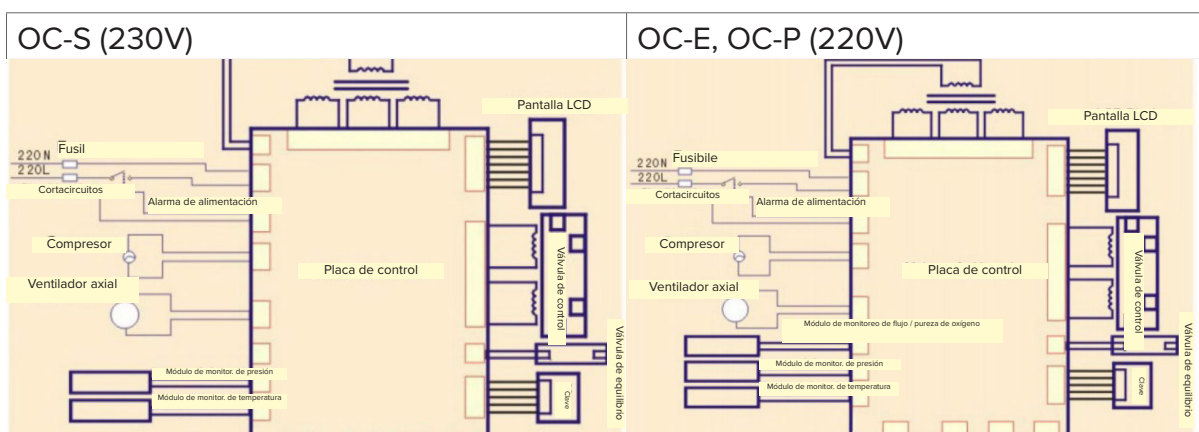 OC-S (230V)
Pantalla LCD
Fusil
220N
220L
Cortacircuitos
Alarma de alimentación
Compresor
Placa de control
Válvula de control
Ventilador axial
Válvula de equilibrio
Módulo de monitor. de presión
Módulo de monitor. de temperatura
Clave
OC-E, OC-P (220V)
Pantalla LCD
Fusibile
220N
220L
Cortacircuitos
Alarma de alimentación
Compresor
Placa de control
Válvula de control
Ventilador axial
Módulo de monitoreo de flujo / pureza de oxígeno
Válvula de equilibrio
Módulo de monitor. de presión
Módulo de monitor. de temperatura
Clave